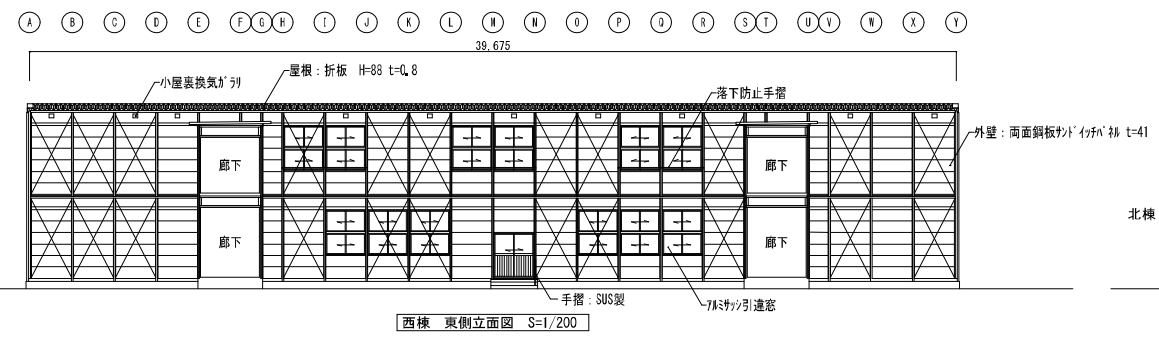 A B C D E F G H I J K L M N O P Q R S T U V W X Y
39,675
屋根：折板 H=88 t=0.8
小屋裏換気ガラリ
落下防止手摺
外壁：両面鋼板サンドイッチパネル t=41
廊下 廊下
北棟
廊下 廊下
手摺：SUS製
アルミサッシ引違窓
西棟 東側立面図 S=1/200